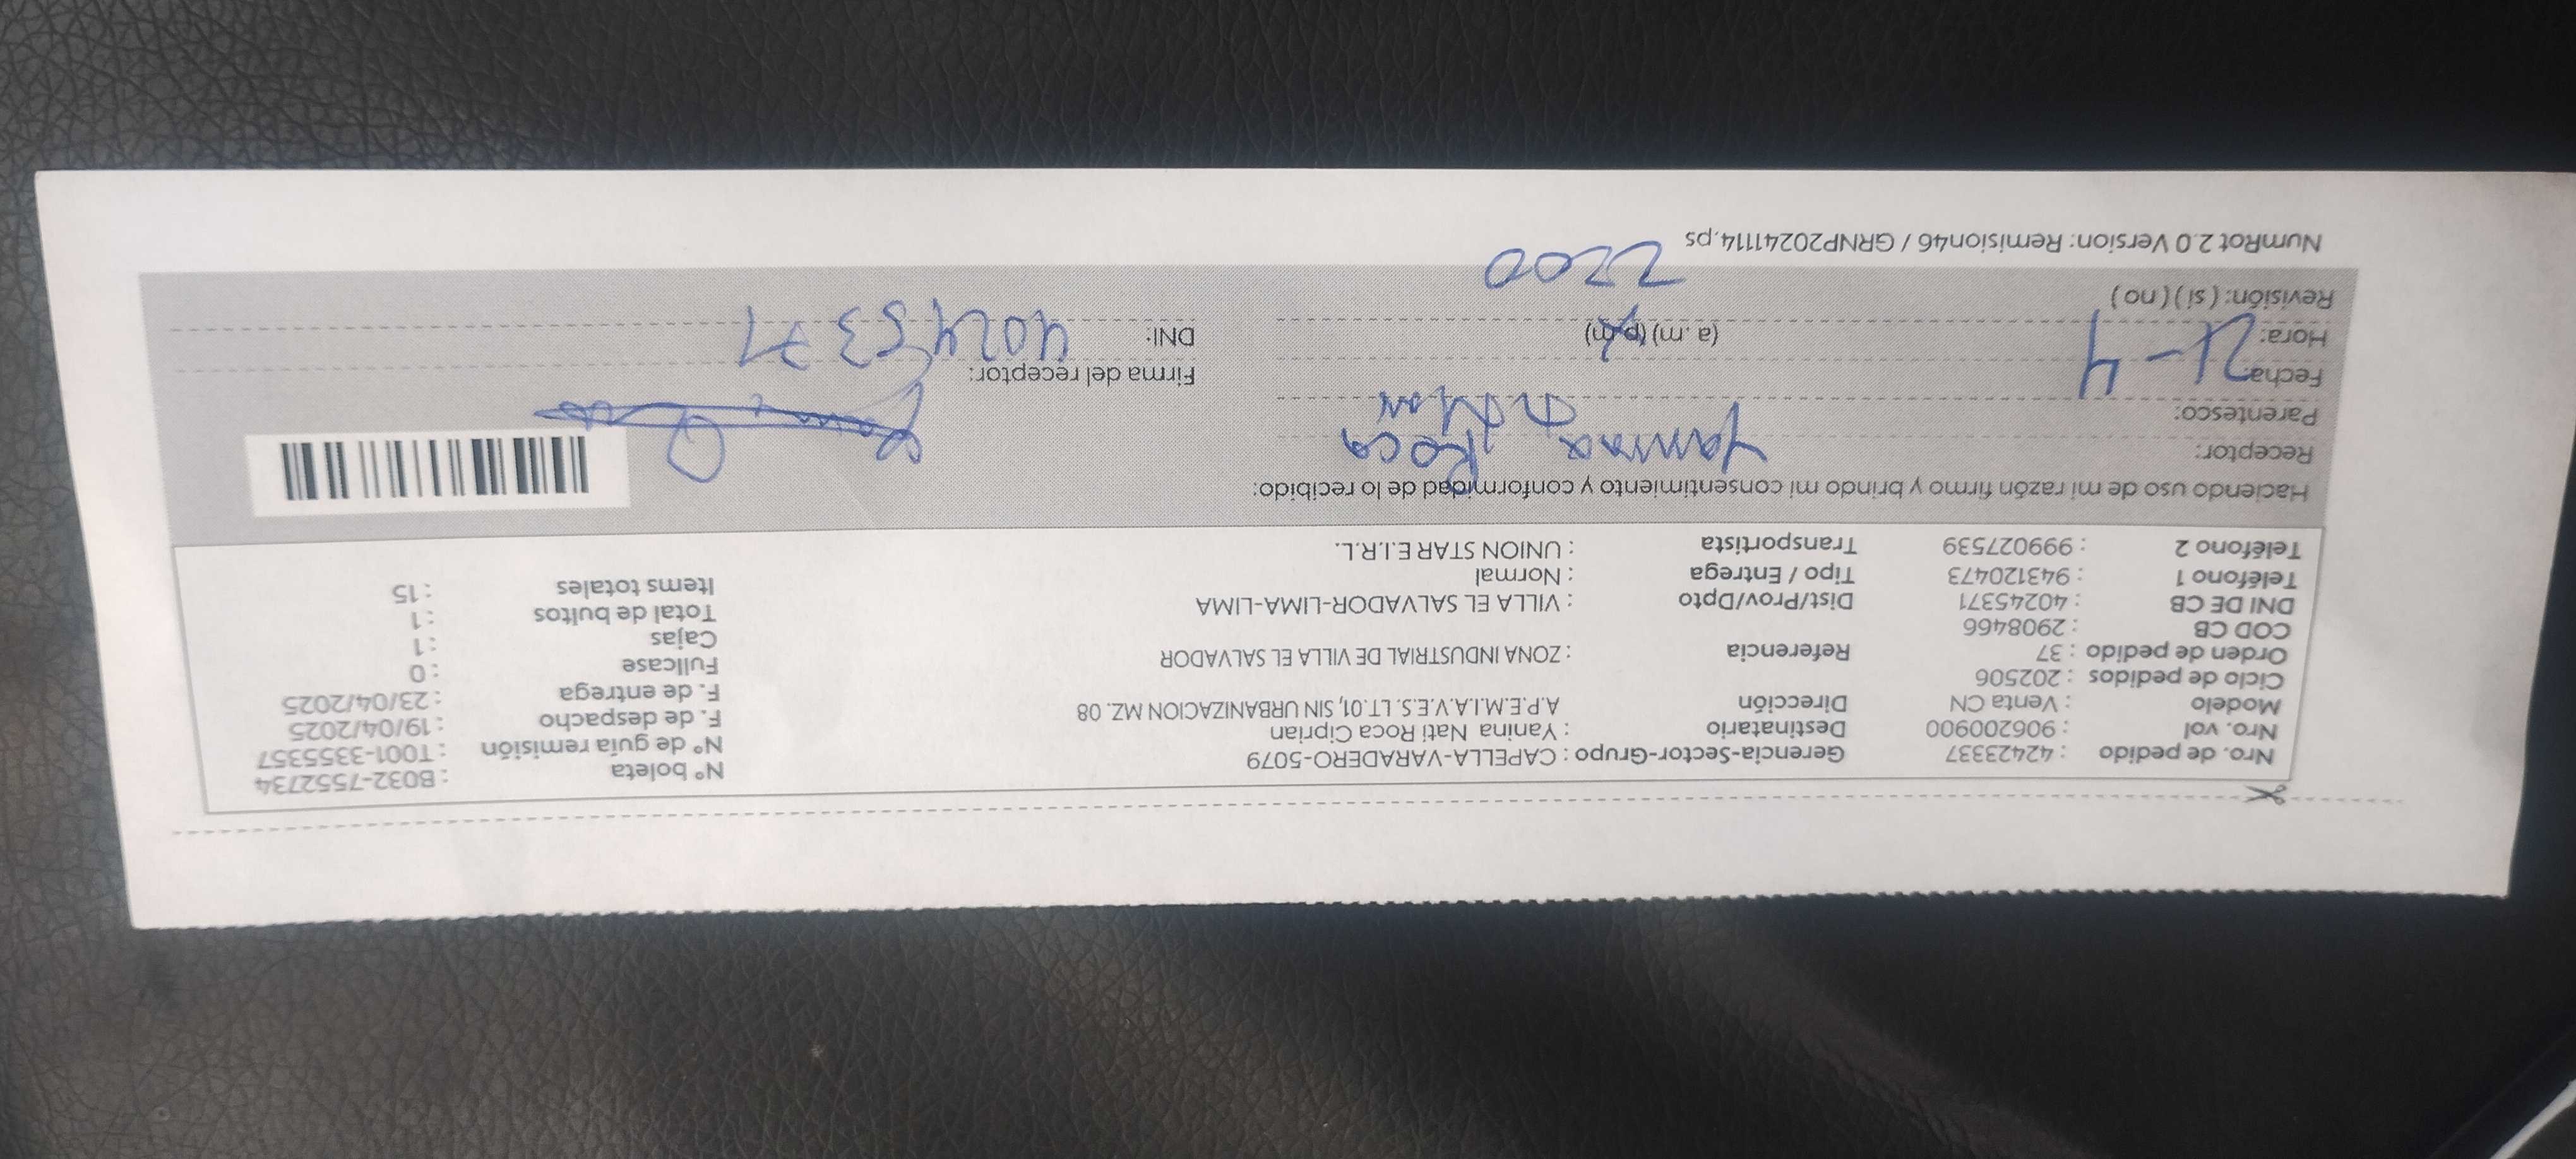 Nro. de pedido : 42423337 Gerencia-Sector-Grupo : CAPELLA-VARADERO-5079 N° boleta : B032-7552734
Nro. vol : 906200900 Destinatario : Yanina Nati Roca Ciprian N° de guía remisión : T001-3355357
Modelo : Venta CN Dirección A.P.E.M.I.A.V.E.S. LT.01, SIN URBANIZACION MZ. 08 F. de despacho : 19/04/2025
Ciclo de pedidos : 202506 F. de entrega : 23/04/2025
Orden de pedido : 37 Referencia : ZONA INDUSTRIAL DE VILLA EL SALVADOR Fullcase : 0
COD CB : 2908466 Cajas : 1
DNI DE CB : 40245371 Dist/Prov/Dpto : VILLA EL SALVADOR-LIMA-LIMA Total de bultos : 1
Teléfono 1 : 943120473 Tipo / Entrega : Normal Items totales : 15
Teléfono 2 : 999027539 Transportista : UNION STAR E.I.R.L.
Haciendo uso de mi razón firmo y brindo mi consentimiento y conformidad de lo recibido:
Receptor: Yanina Roca
Parentesco:
Fecha: 21-4 Firma del receptor:
Hora: (a. m) (p. m) DNI: 40245371
Revisión: ( si ) ( no )
2200
NumRot 2.0 Version: Remision46 / GRNP20241114.ps